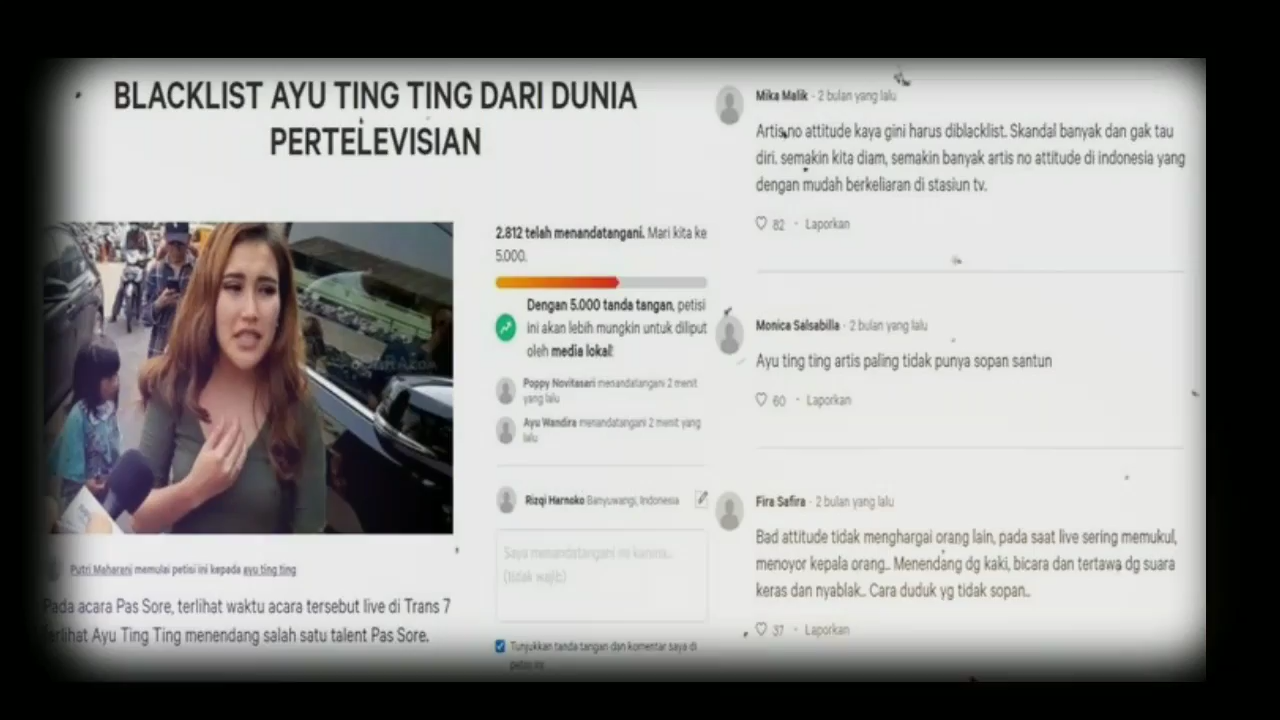 BLACKLIST AYU TING TING DARI DUNIA
PERTELEVISIAN
2.812 telah menandatangani. Mari kita ke
5.000.
Dengan 5.000 tanda tangan, petisi
ini akan lebih mungkin untuk diliput
oleh media lokal!
Poppy Novitasari menandatangani 2 menit
yang lalu
Ayu Wandira menandatangani 2 menit yang
lalu
Rizqi Harnoko Banyuwangi, Indonesia
Saya menandatangani ini karena...
(tidak wajib)
Tunjukkan tanda tangan dan komentar saya di
petisi ini
Putri Maharani memulai petisi ini kepada ayu ting ting
Pada acara Pas Sore, terlihat waktu acara tersebut live di Trans 7
terlihat Ayu Ting Ting menendang salah satu talent Pas Sore.
Mika Malik · 2 bulan yang lalu
Artis no attitude kaya gini harus diblacklist. Skandal banyak dan gak tau
diri. semakin kita diam, semakin banyak artis no attitude di indonesia yang
dengan mudah berkeliaran di stasiun tv.
82 · Laporkan
Monica Salsabilla · 2 bulan yang lalu
Ayu ting ting artis paling tidak punya sopan santun
60 · Laporkan
Fira Safira · 2 bulan yang lalu
Bad attitude tidak menghargai orang lain, pada saat live sering memukul,
menoyor kepala orang.. Menendang dg kaki, bicara dan tertawa dg suara
keras dan nyablak.. Cara duduk yg tidak sopan..
37 · Laporkan